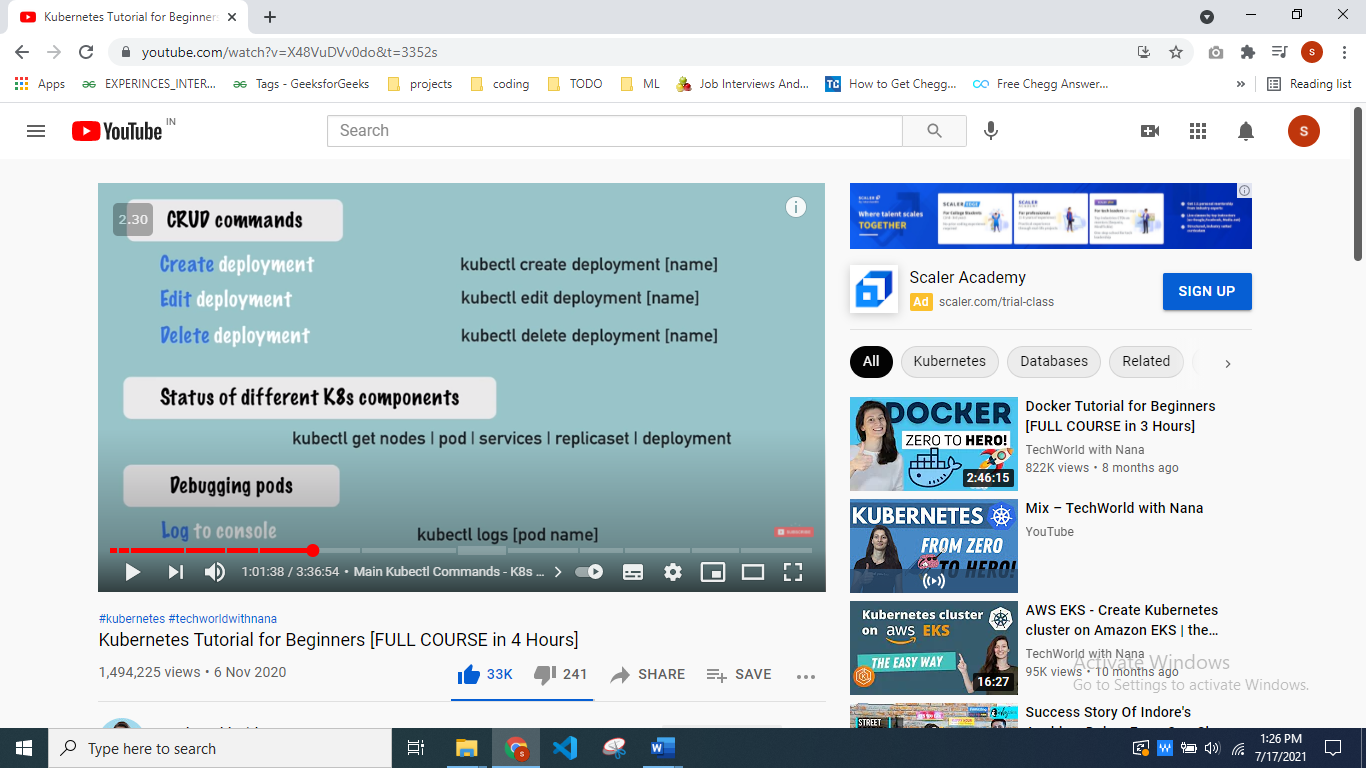 Kubernetes Tutorial for Beginners
youtube.com/watch?v=X48VuDVv0do&t=3352s
Apps
EXPERINCES_INTER...
Tags - GeeksforGeeks
projects
coding
TODO
ML
Job Interviews And...
TC
How to Get Chegg...
Free Chegg Answer...
»
Reading list
YouTube IN
Search
S
2.30
CRUD commands
Create deployment kubectl create deployment [name]
Edit deployment kubectl edit deployment [name]
Delete deployment kubectl delete deployment [name]
Status of different K8s components
kubectl get nodes | pod | services | replicaset | deployment
Debugging pods
Log to console kubectl logs [pod name]
SUBSCRIBE
1:01:38 / 3:36:54 • Main Kubectl Commands - K8s ...
#kubernetes #techworldwithnana
Kubernetes Tutorial for Beginners [FULL COURSE in 4 Hours]
1,494,225 views • 6 Nov 2020
33K
241
SHARE
SAVE
SCALER
Where talent scales
TOGETHER
Scaler Academy
Ad scaler.com/trial-class
SIGN UP
All
Kubernetes
Databases
Related
DOCKER
ZERO TO HERO!
2:46:15
Docker Tutorial for Beginners
[FULL COURSE in 3 Hours]
TechWorld with Nana
822K views • 8 months ago
KUBERNETES
FROM ZERO
TO HERO!
Mix – TechWorld with Nana
YouTube
Kubernetes cluster
on aws EKS
THE EASY WAY
16:27
AWS EKS - Create Kubernetes
cluster on Amazon EKS | the...
TechWorld with Nana
95K views • 10 months ago
Activate Windows
Go to Settings to activate Windows.
STREET
Success Story Of Indore's
Type here to search
1:26 PM
7/17/2021